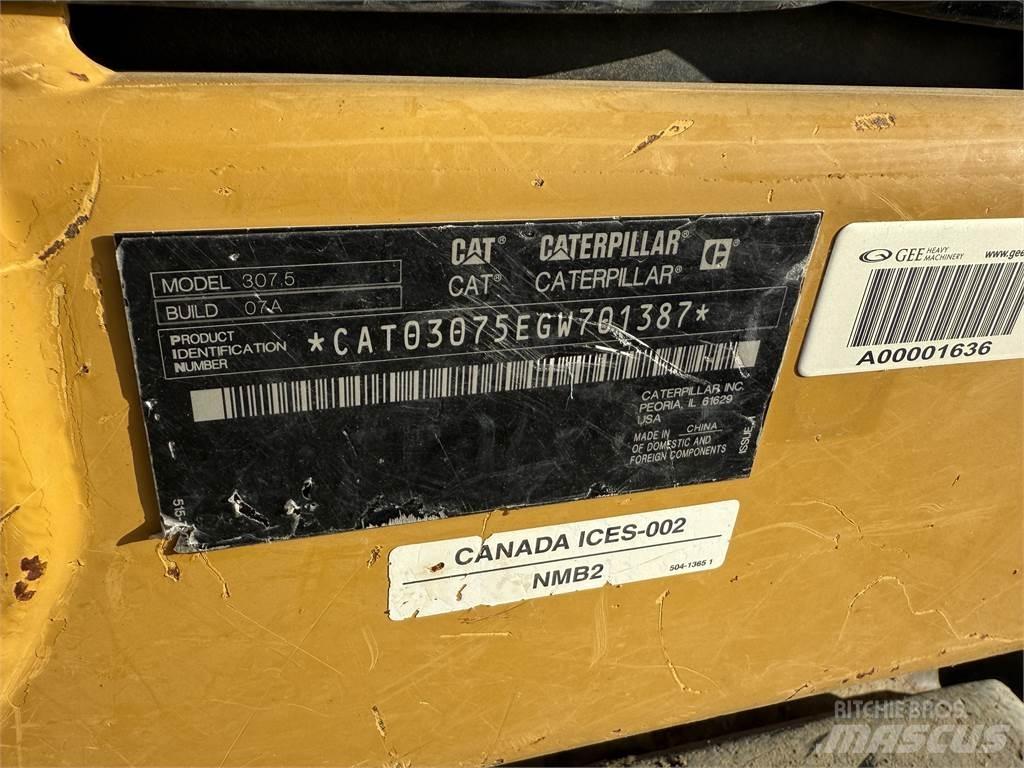 CAT® CATERPILLAR®
CAT® CATERPILLAR®
MODEL 307.5
BUILD 07A
PRODUCT
IDENTIFICATION
NUMBER
*CAT03075EGW701387*
CATERPILLAR INC.
PEORIA, IL 61629
USA
MADE IN CHINA
OF DOMESTIC AND
FOREIGN COMPONENTS
GEE HEAVY
MACHINERY
www.gee
A00001636
CANADA ICES-002
NMB2
504-1365 1
RITCHIE BROS.
MASCUS